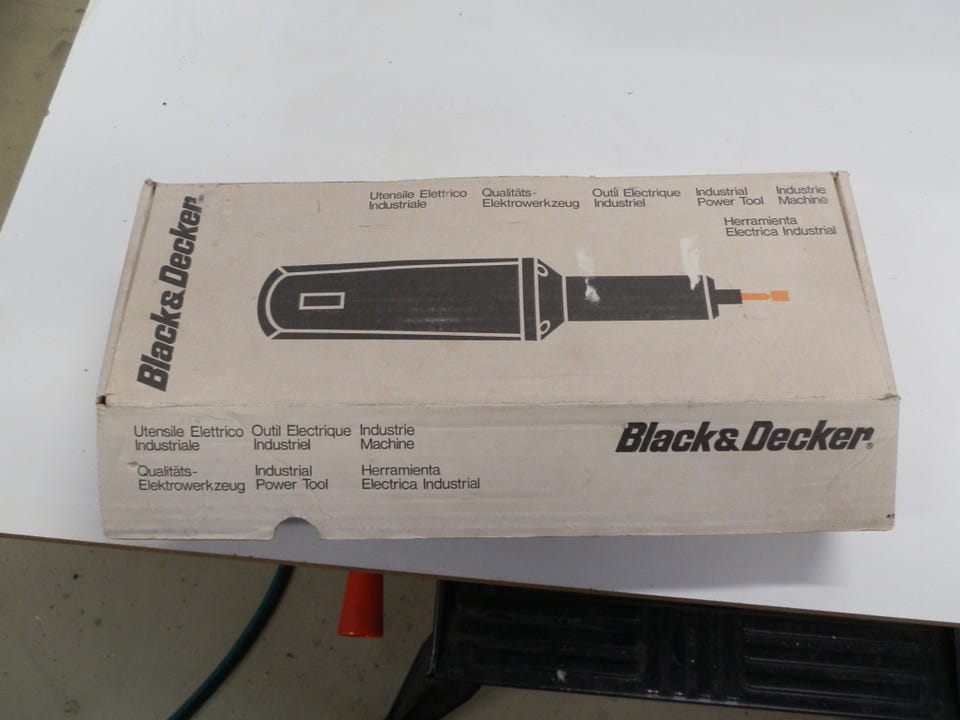 Black&Decker®
Utensile Elettrico
Industriale
Qualitäts-
Elektrowerkzeug
Outil Electrique
Industriel
Industrial
Power Tool
Industrie
Machine
Herramienta
Electrica Industrial
Utensile Elettrico
Industriale
Outil Electrique
Industriel
Industrie
Machine
Qualitäts-
Elektrowerkzeug
Industrial
Power Tool
Herramienta
Electrica Industrial
Black&Decker®